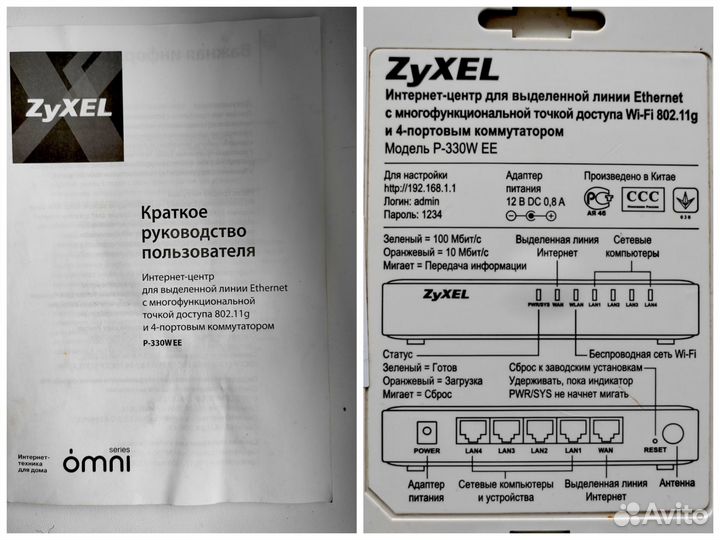 ZyXEL
Краткое
руководство
пользователя
Интернет-центр
для выделенной линии Ethernet
с многофункциональной
точкой доступа 802.11g
и 4-портовым коммутатором
P-330W EE
Интернет-
техника
для дома
series
omni
ZyXEL
Интернет-центр для выделенной линии Ethernet
с многофункциональной точкой доступа Wi-Fi 802.11g
и 4-портовым коммутатором
Модель P-330W EE
Для настройки
http://192.168.1.1
Логин: admin
Пароль: 1234
Адаптер
питания
12 В DC 0,8 А
Произведено в Китае
РС
АЯ 46
ССС
Зеленый = 100 Мбит/с
Оранжевый = 10 Мбит/с
Мигает = Передача информации
Выделенная линия
Интернет
Сетевые
компьютеры
ZyXEL
PWR/SYS WAN WLAN LAN1 LAN2 LAN3 LAN4
Статус
Зеленый = Готов
Оранжевый = Загрузка
Мигает = Сброс
Беспроводная сеть Wi-Fi
Сброс к заводским установкам
Удерживать, пока индикатор
PWR/SYS не начнет мигать
POWER LAN4 LAN3 LAN2 LAN1 WAN RESET
Адаптер
питания
Сетевые компьютеры
и устройства
Выделенная линия
Интернет
Антенна
Avito